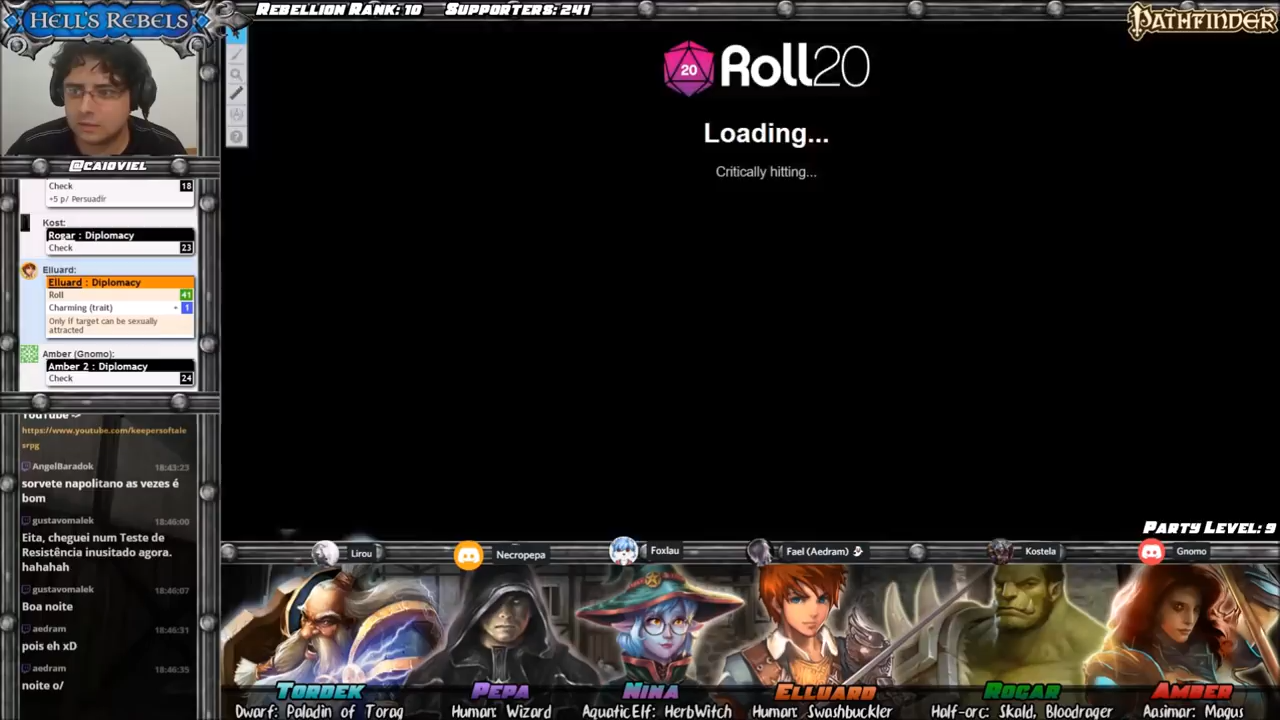 HELL'S REBELS
REBELLION RANK: 10 SUPPORTERS: 241
PATHFINDER
20 Roll20
Loading...
Critically hitting...
@CAIOVIEL
Check 18
+5 p/ Persuadir
Kost:
Rogar : Diplomacy
Check 23
Elluard:
Elluard : Diplomacy
Roll 41
Charming (trait) + 1
Only if target can be sexually
attracted
Amber (Gnomo):
Amber 2 : Diplomacy
Check 24
YouTube ->
https://www.youtube.com/keepersoftale
srpg
AngelBaradok 18:43:23
sorvete napolitano as vezes é
bom
gustavomalek 18:46:00
Eita, cheguei num Teste de
Resistência inusitado agora.
hahahah
gustavomalek 18:46:07
Boa noite
aedram 18:46:31
pois eh xD
aedram 18:46:35
noite o/
PARTY LEVEL: 9
Lirou Necropepa Foxlau Fael (Aedram) Kostela Gnomo
TORDEK PEPA NINA ELLUARD ROGAR AMBER
Dwarf: Paladin of Torag Human: Wizard AquaticElf: HerbWitch Human: Swashbuckler Half-orc: Skald, Bloodrager Aasimar: Magus